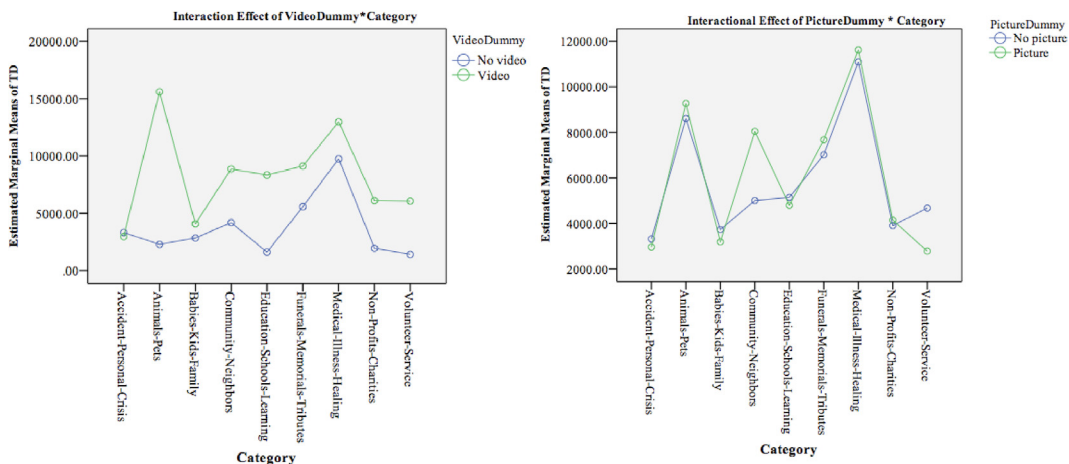 Interaction Effect of VideoDummy*Category
VideoDummy
No video
Video
Estimated Marginal Means of TD
20000.00
15000.00
10000.00
5000.00
.00
Accident-Personal-Crisis
Animals-Pets
Babies-Kids-Family
Community-Neighbors
Education-Schools-Learning
Funerals-Memorials-Tributes
Medical-Illness-Healing
Non-Profits-Charities
Volunteer-Service
Category
Interactional Effect of PictureDummy * Category
PictureDummy
No picture
Picture
Estimated Marginal Means of TD
12000.00
10000.00
8000.00
6000.00
4000.00
2000.00
Accident-Personal-Crisis
Animals-Pets
Babies-Kids-Family
Community-Neighbors
Education-Schools-Learning
Funerals-Memorials-Tributes
Medical-Illness-Healing
Non-Profits-Charities
Volunteer-Service
Category